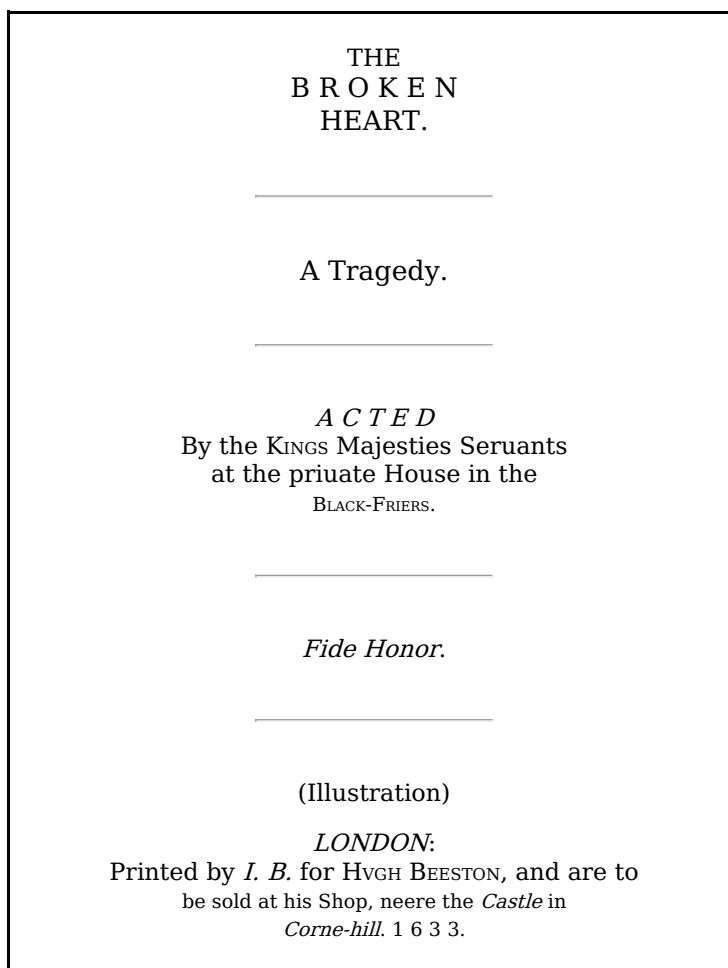 THE
B R O K E N
HEART.
A Tragedy.
A C T E D
By the KINGS Majesties Seruants
at the priuate House in the
BLACK-FRIERS.
Fide Honor.
(Illustration)
LONDON:
Printed by I. B. for HVGH BEESTON, and are to
be sold at his Shop, neere the Castle in
Corne-hill. 1 6 3 3.